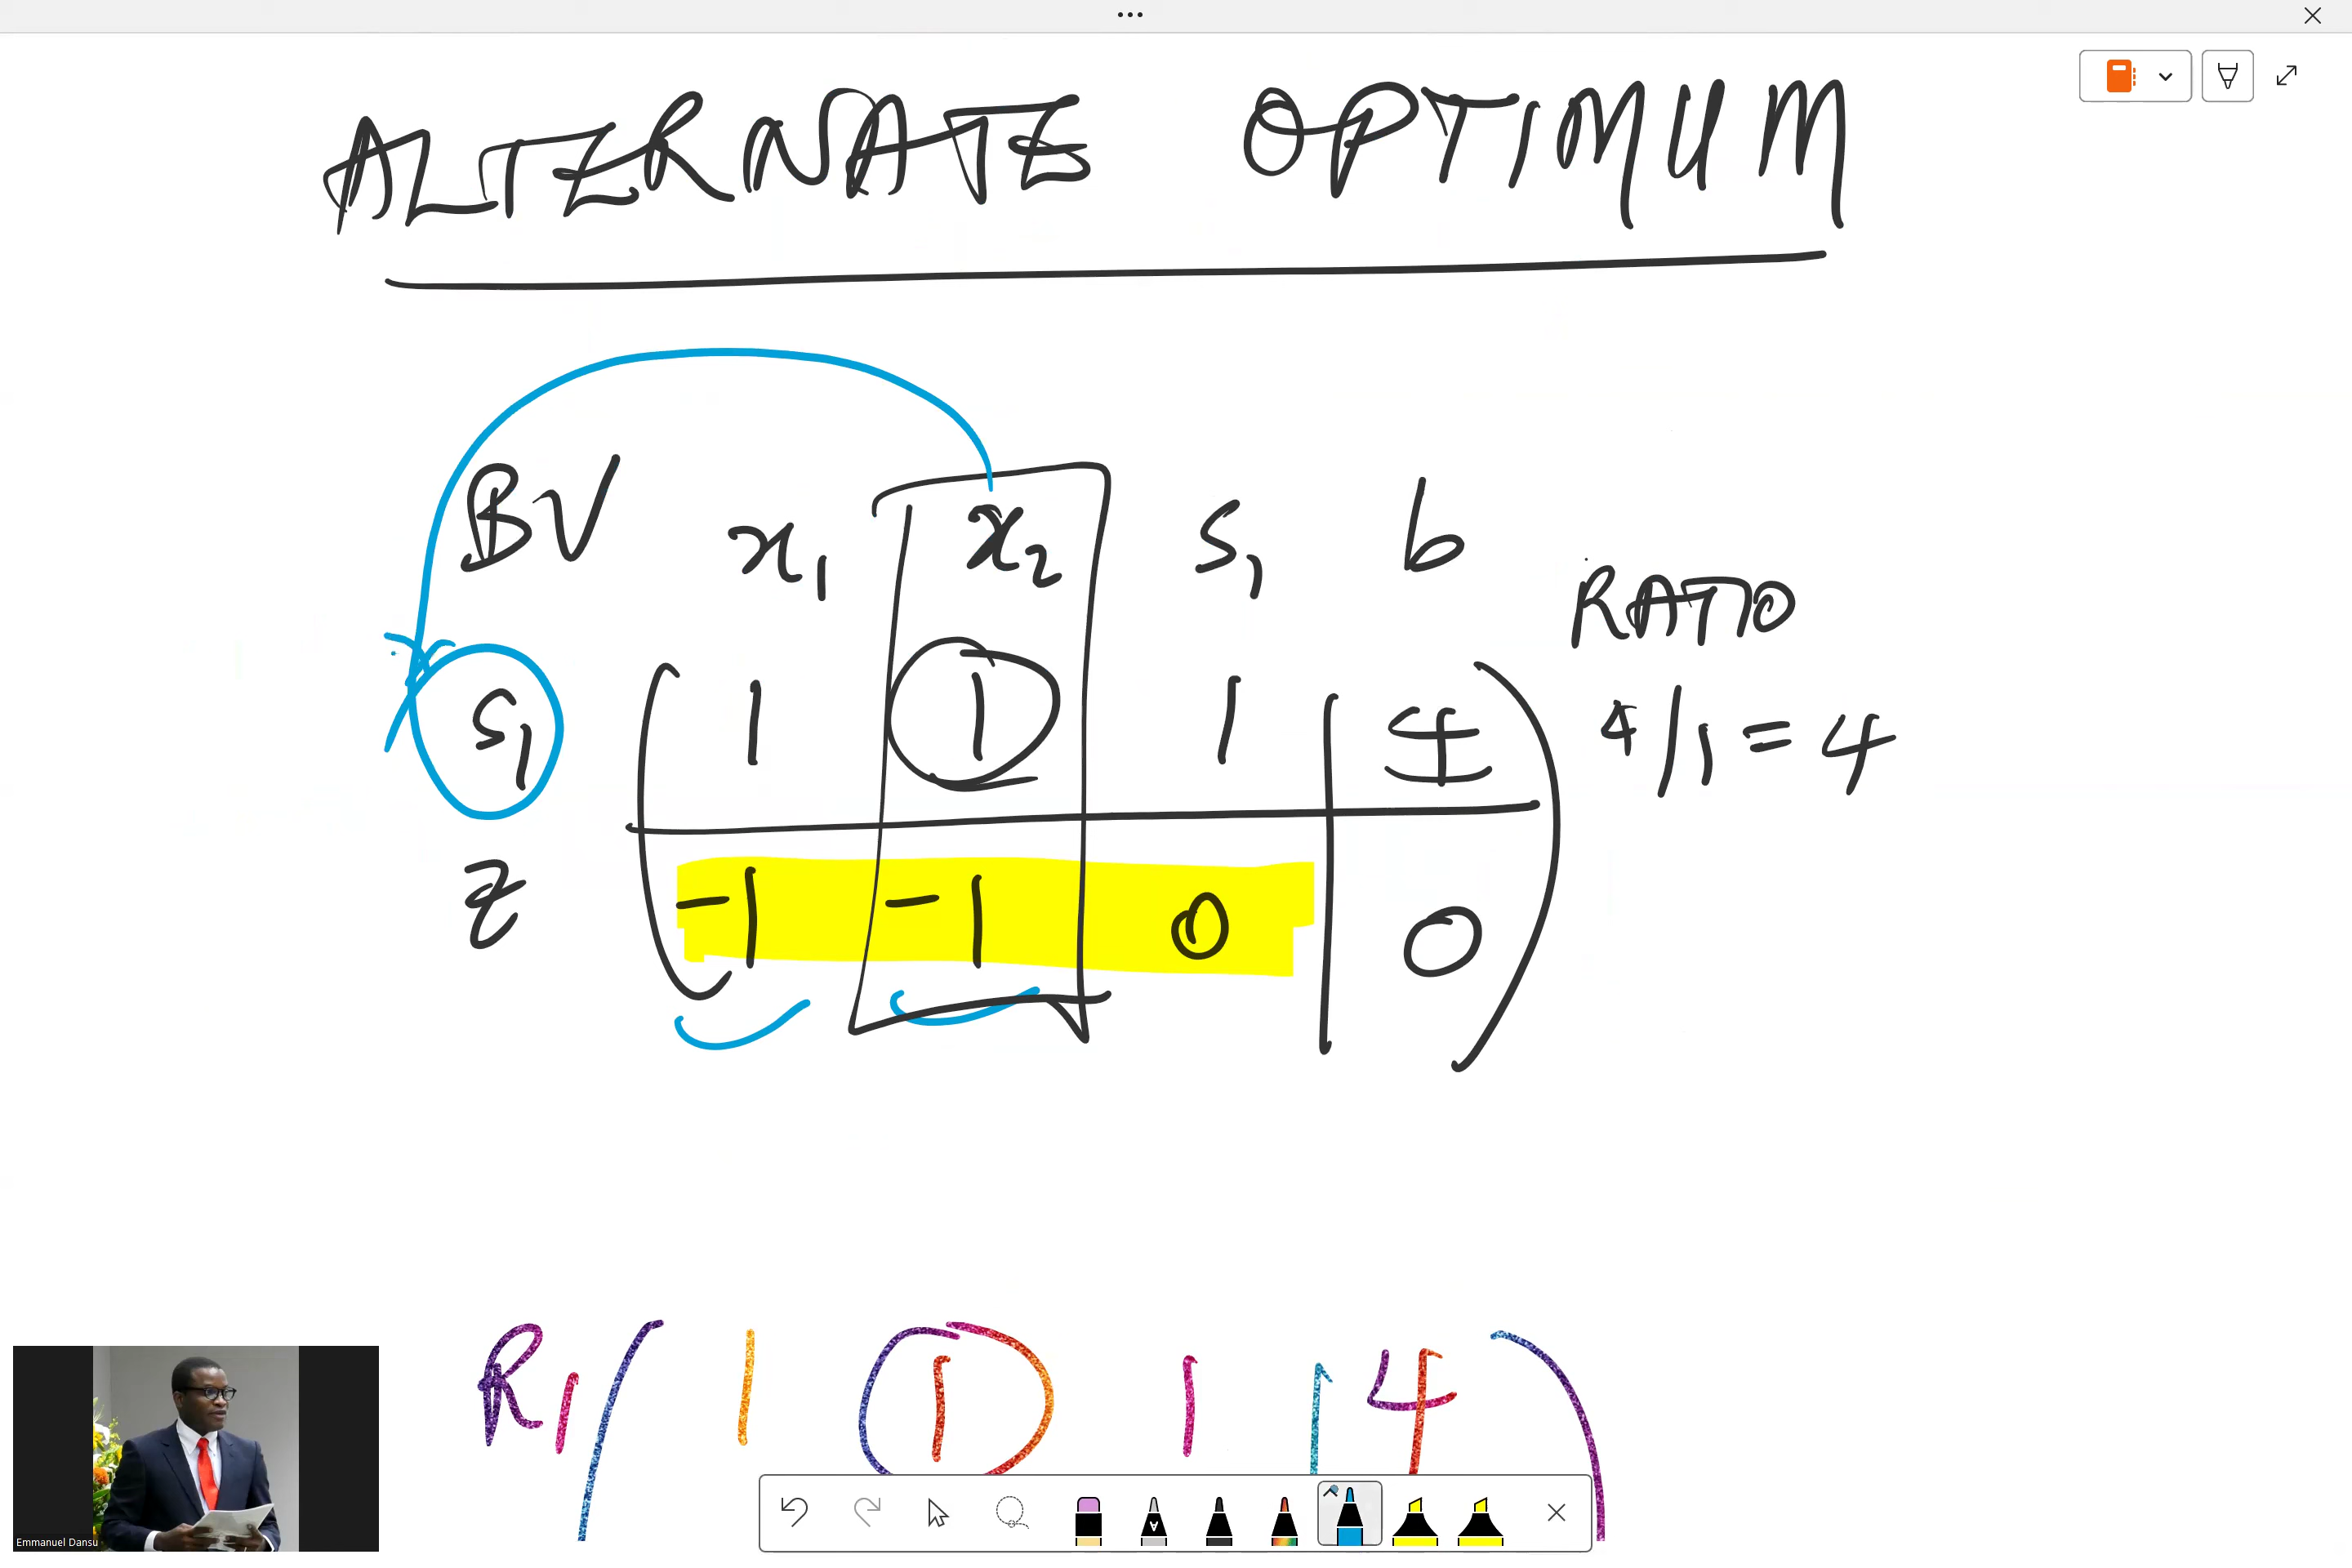 ALTERNATE OPTIMUM
BV x₁ x₂ s₁ b RATIO
s₁ 1 1 1 4 4/1 = 4
z -1 -1 0 0
R₁ 1 1 1 4
Emmanuel Dansu